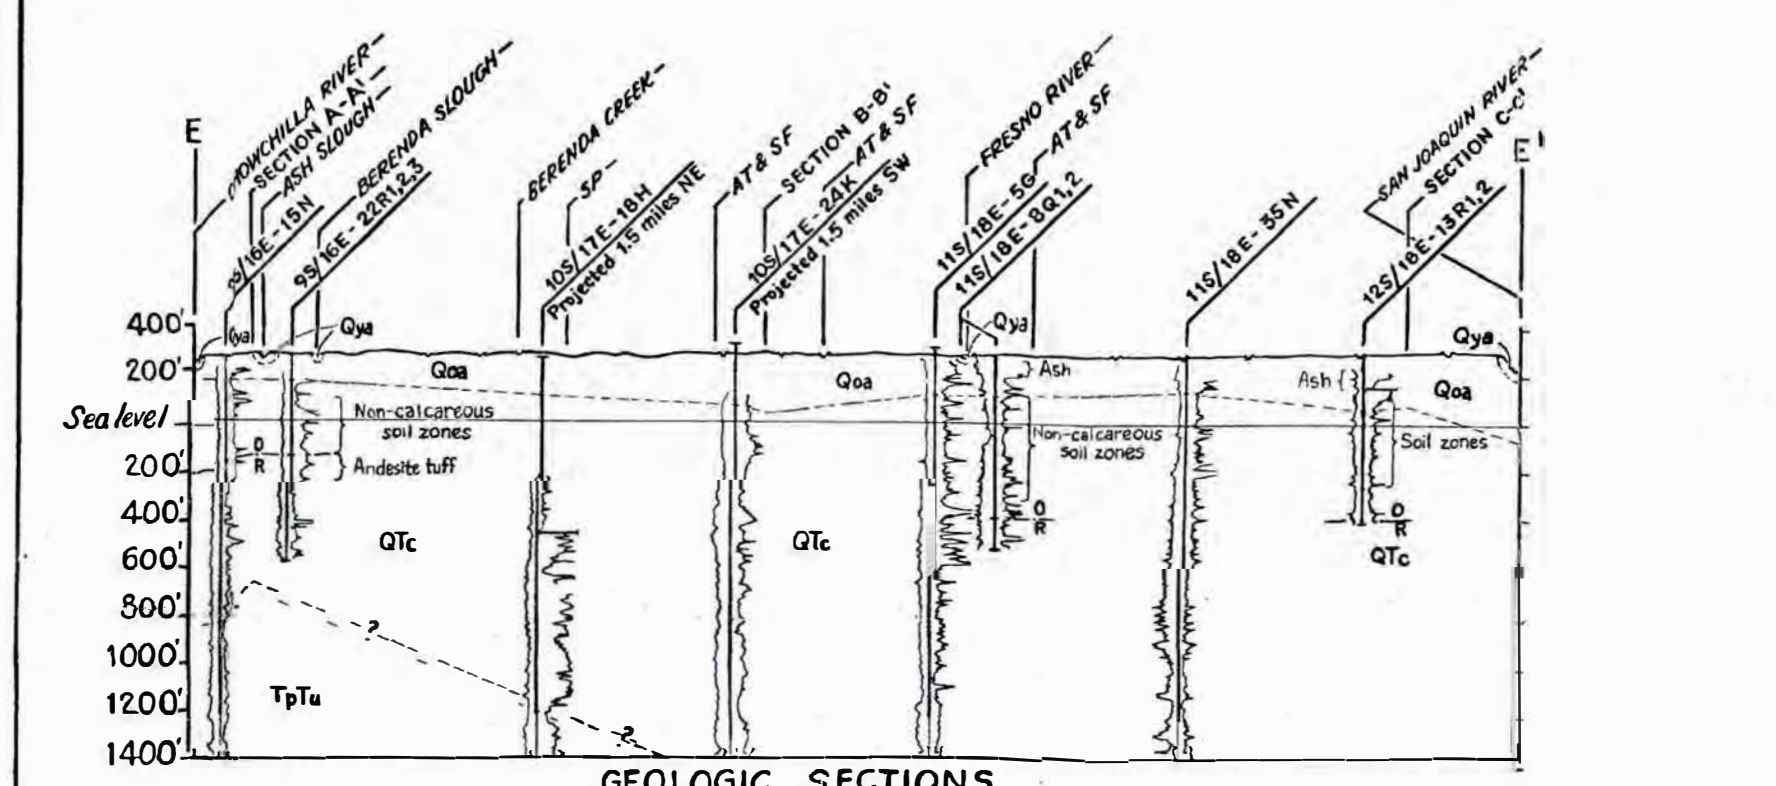 E
CHOWCHILLA RIVER
SECTION A-A'
ASH SLOUGH
9S/16E-15N
BERENDA SLOUGH
9S/16E-22R1,2,3
BERENDA CREEK
SP
10S/17E-18H
Projected 1.5 miles NE
AT & SF
SECTION B-B'
AT & SF
10S/17E-24K
Projected 1.5 miles SW
FRESNO RIVER
AT & SF
11S/18E-5G
11S/18E-8Q1,2
11S/18E-35N
SAN JOAQUIN RIVER
SECTION C-C'
12S/18E-13R1,2
E'
400'
200'
Sea level
200'
400'
600'
800'
1000'
1200'
1400'
Qya
Qya
Qya
Qya
Qoa
Qoa
Qoa
Ash
Ash
Non-calcareous
soil zones
Andesite tuff
O
R
Non-calcareous
soil zones
O
R
Soil zones
O
R
QTc
QTc
QTc
TpTu
?
?
GEOLOGIC SECTIONS